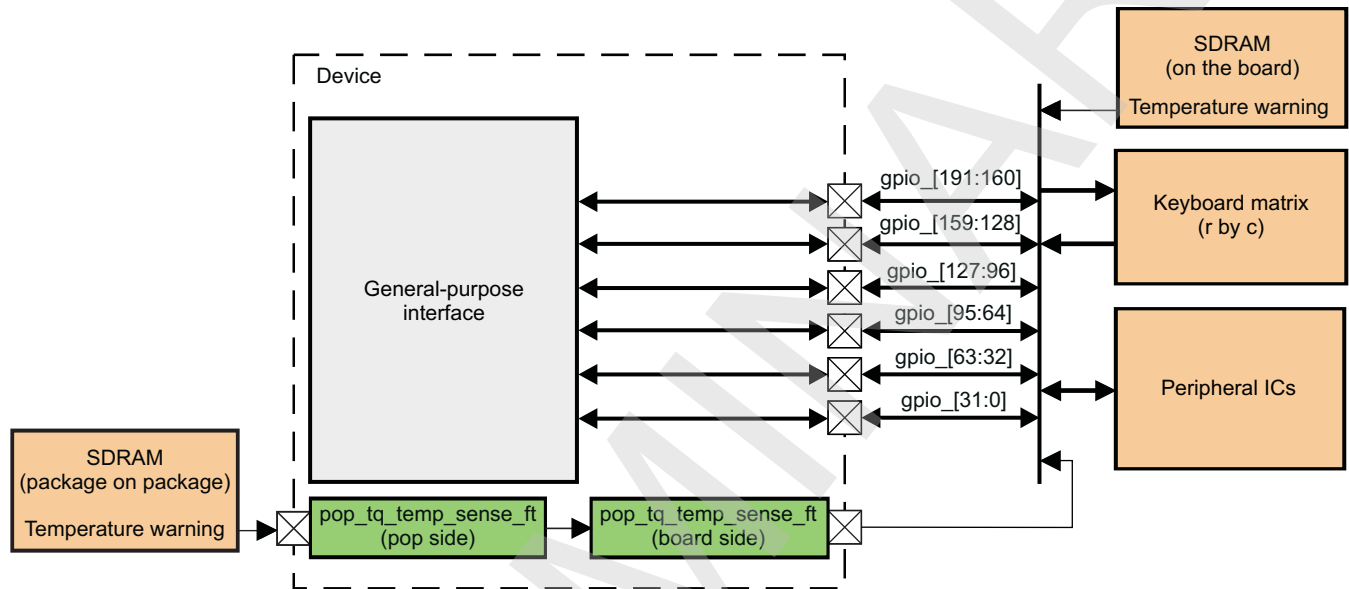 SDRAM
(on the board)
Temperature warning
Device
General-purpose
interface
gpio_[191:160]
gpio_[159:128]
gpio_[127:96]
gpio_[95:64]
gpio_[63:32]
gpio_[31:0]
Keyboard matrix
(r by c)
Peripheral ICs
SDRAM
(package on package)
Temperature warning
pop_tq_temp_sense_ft
(pop side)
pop_tq_temp_sense_ft
(board side)